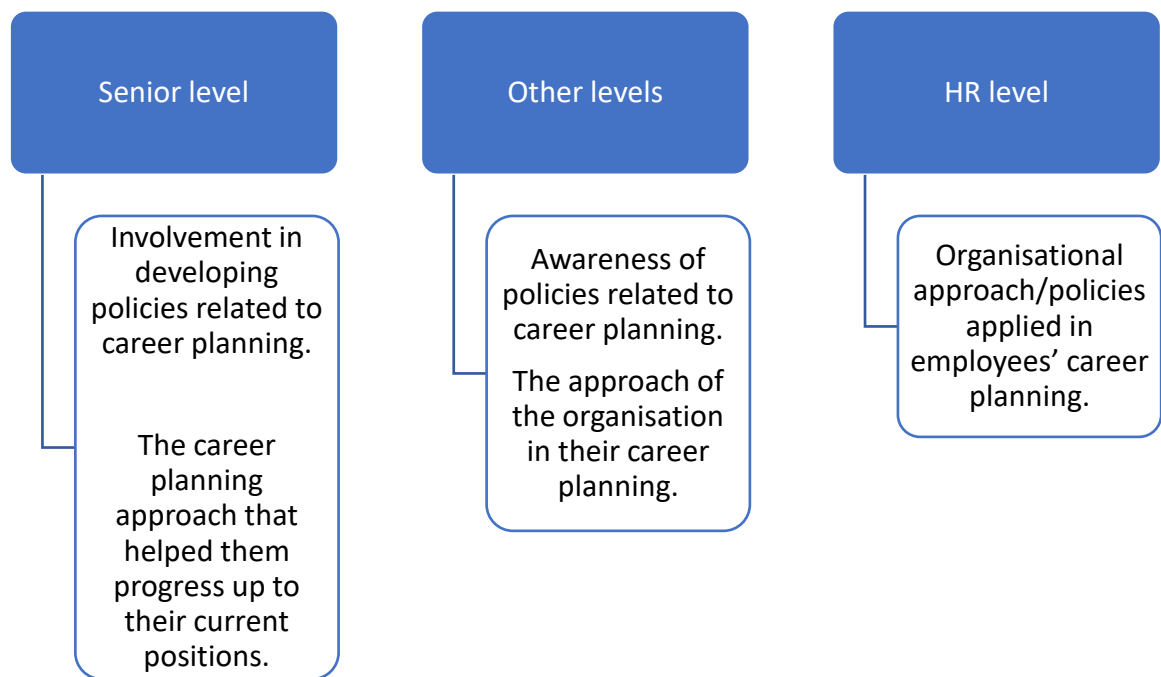 Senior level
Involvement in
developing
policies related to
career planning.
The career
planning
approach that
helped them
progress up to
their current
positions.
Other levels
Awareness of
policies related to
career planning.
The approach of
the organisation
in their career
planning.
HR level
Organisational
approach/policies
applied in
employees’ career
planning.